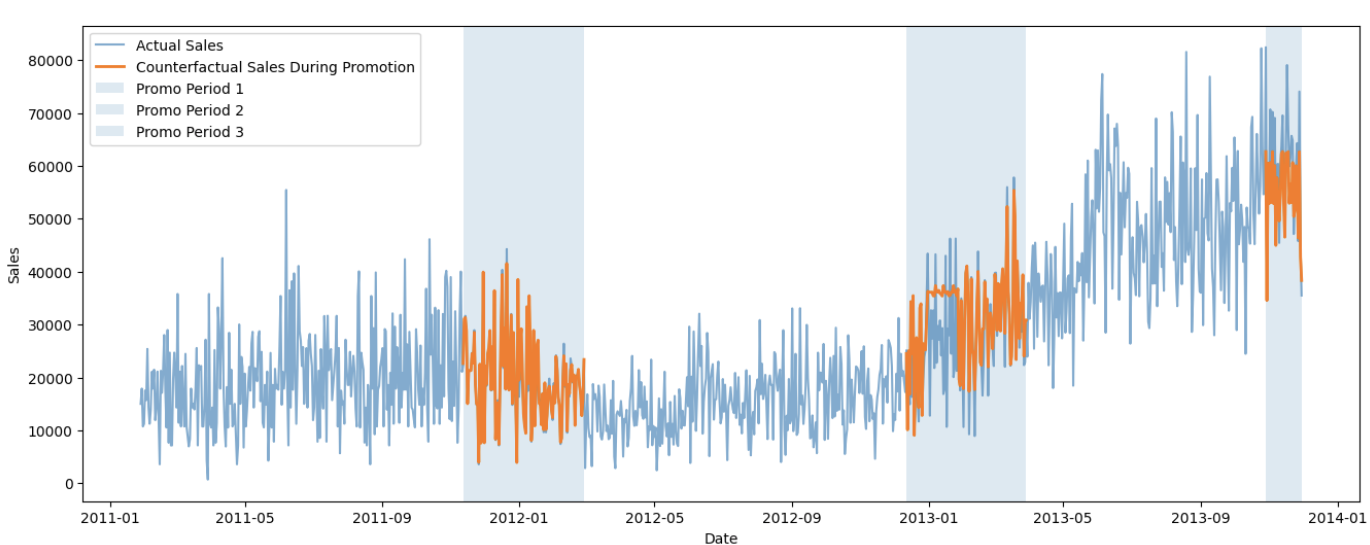 Actual Sales
Counterfactual Sales During Promotion
Promo Period 1
Promo Period 2
Promo Period 3
80000
70000
60000
50000
40000
30000
20000
10000
0
Sales
2011-01 2011-05 2011-09 2012-01 2012-05 2012-09 2013-01 2013-05 2013-09 2014-01
Date